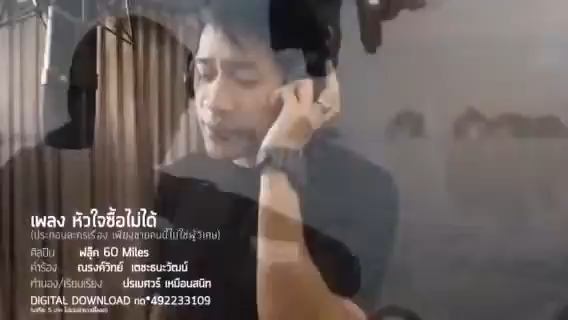 เพลง หัวใจซื้อไม่ได้
(ประกอบละครเรื่อง เพียงชายคนนี้ไม่ใช่ผู้วิเศษ)
ศิลปิน ฟลุ๊ค 60 Miles
คำร้อง ณรงค์วิทย์ เตชะธนะวัฒน์
ทำนอง/เรียบเรียง ปรเมศวร์ เหมือนสนิท
DIGITAL DOWNLOAD กด*492233109